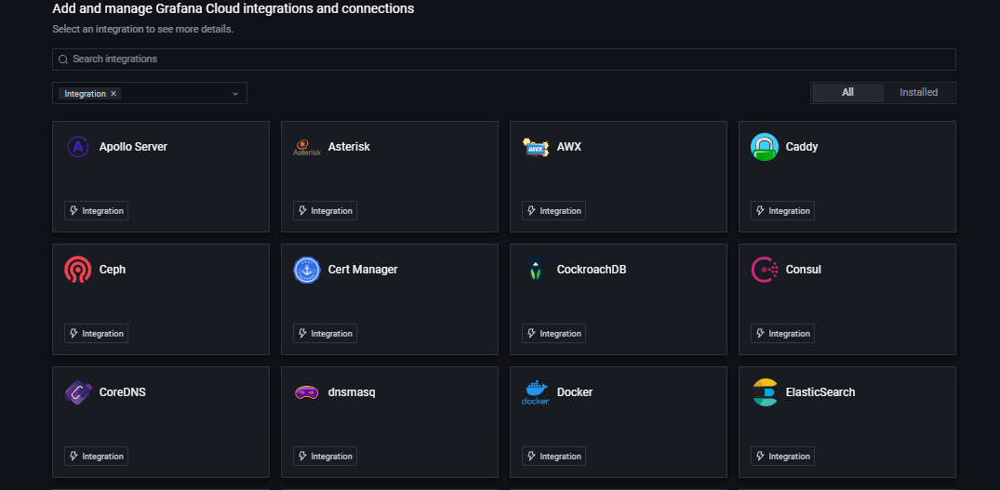 Add and manage Grafana Cloud integrations and connections
Select an integration to see more details.
Search integrations
Integration ×
All Installed
A Apollo Server
Asterisk Asterisk
AWX AWX
Caddy
Integration
Integration
Integration
Integration
Ceph
Cert Manager
CockroachDB
Consul
Integration
Integration
Integration
Integration
CoreDNS
dnsmasq
docker Docker
ElasticSearch
Integration
Integration
Integration
Integration